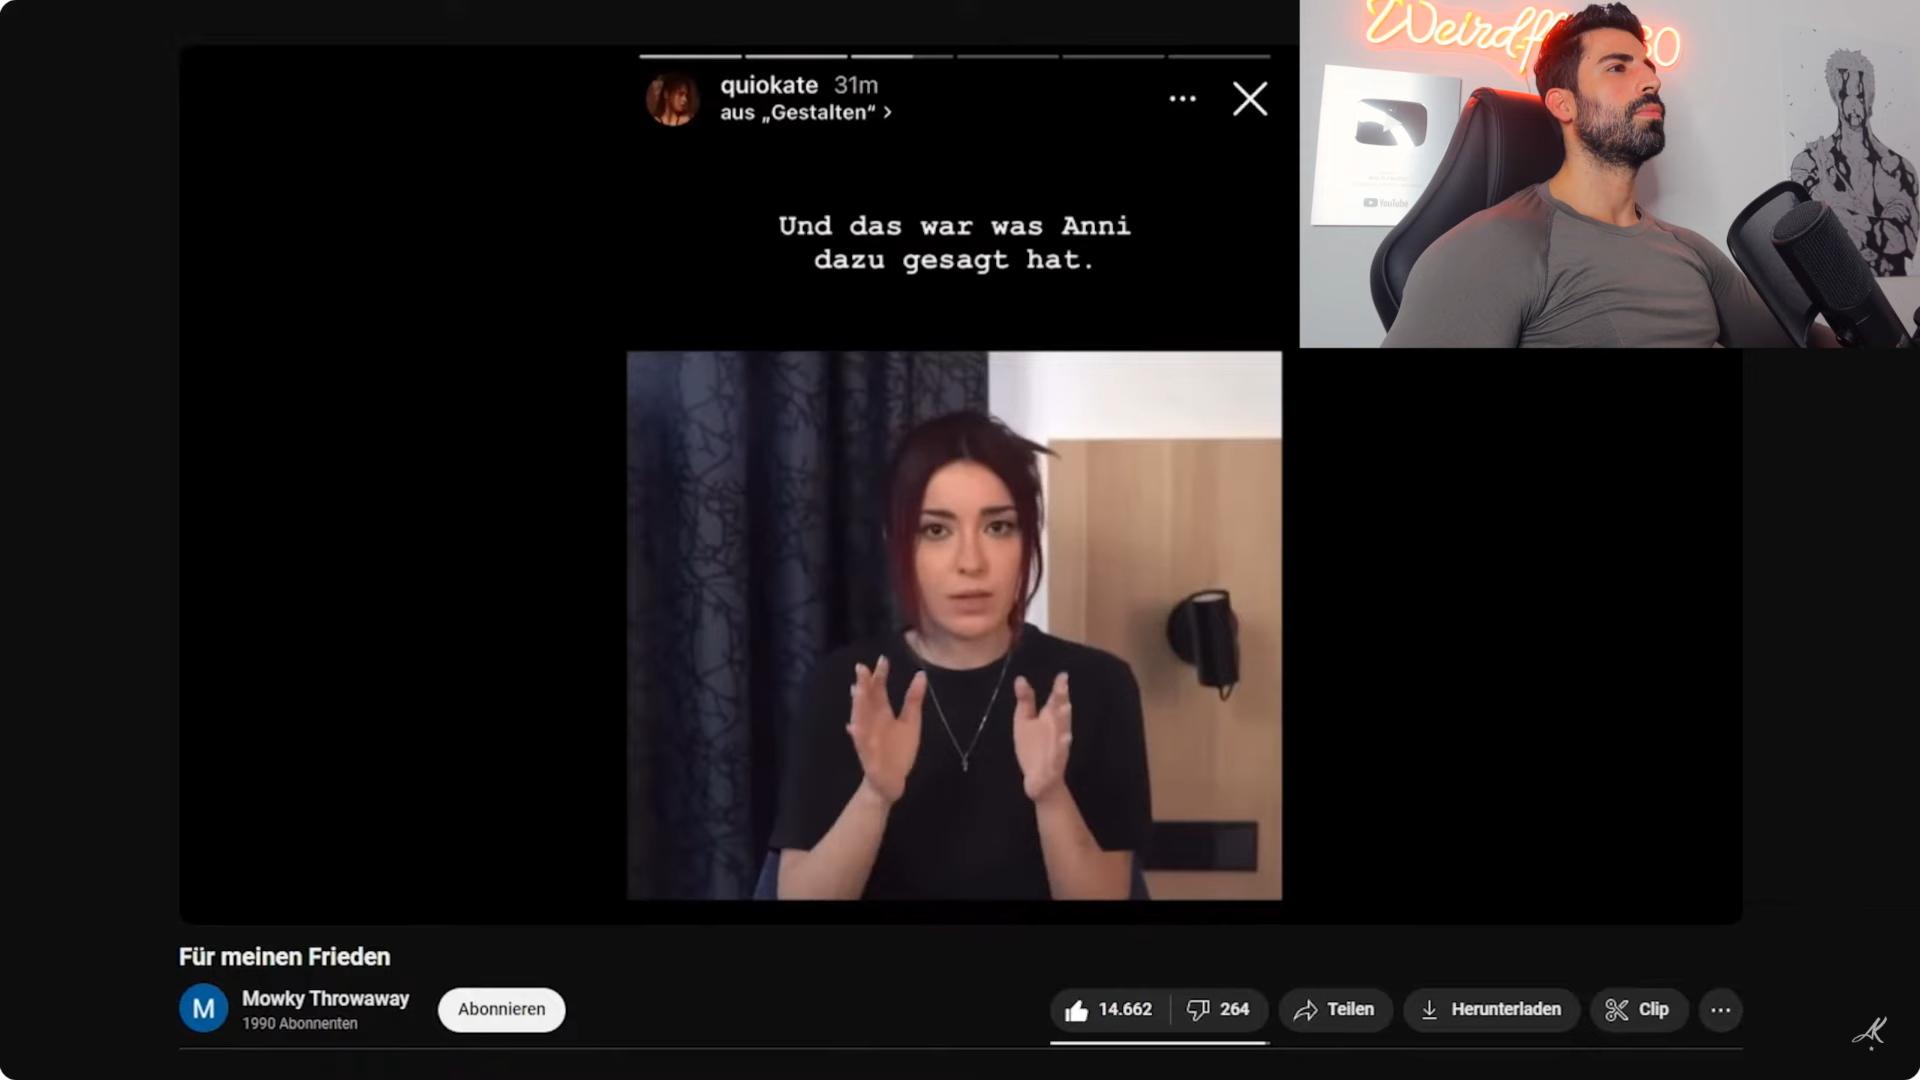 quiokate 31m
aus „Gestalten“ >
Und das war was Anni
dazu gesagt hat.
YouTube
Für meinen Frieden
M
Mowky Throwaway
1990 Abonnenten
Abonnieren
14.662
264
Teilen
Herunterladen
Clip